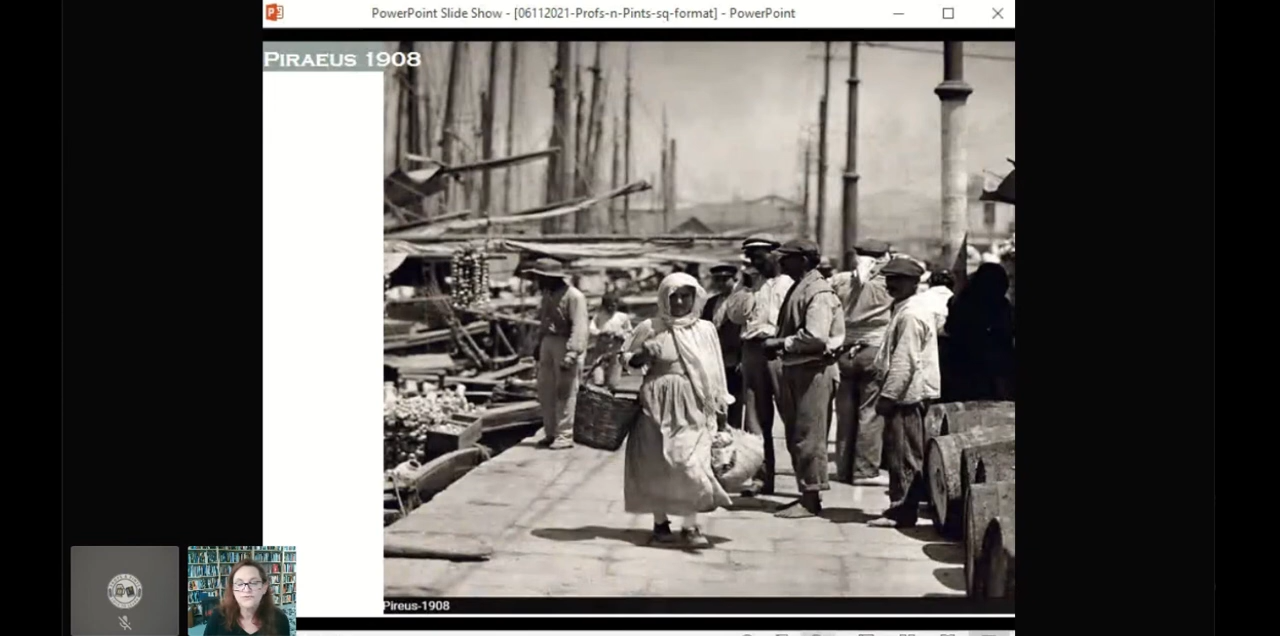 PowerPoint Slide Show - [06112021-Profs-n-Pints-sq-format] - PowerPoint
PIRAEUS 1908
Pireus-1908